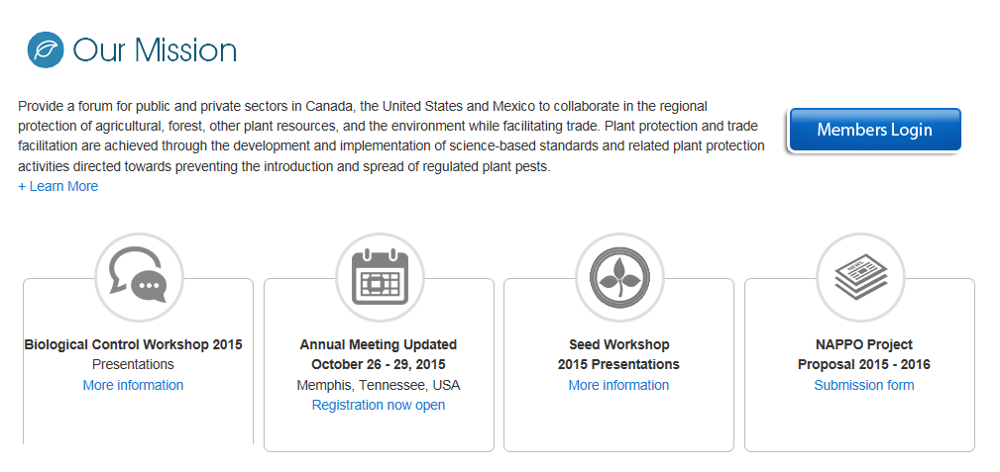 Our Mission
Provide a forum for public and private sectors in Canada, the United States and Mexico to collaborate in the regional
protection of agricultural, forest, other plant resources, and the environment while facilitating trade. Plant protection and trade
facilitation are achieved through the development and implementation of science-based standards and related plant protection
activities directed towards preventing the introduction and spread of regulated plant pests.
+ Learn More
Members Login
Biological Control Workshop 2015
Presentations
More information
Annual Meeting Updated
October 26 - 29, 2015
Memphis, Tennessee, USA
Registration now open
Seed Workshop
2015 Presentations
More information
NEWS
NAPPO Project
Proposal 2015 - 2016
Submission form